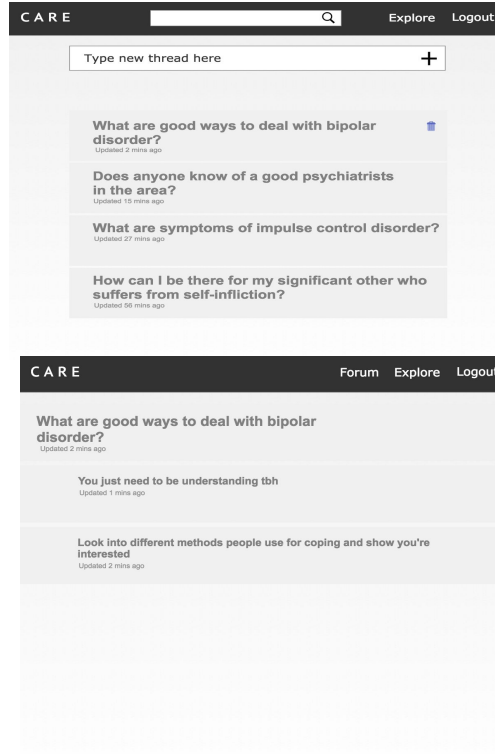 CARE Explore Logout
Type new thread here
What are good ways to deal with bipolar
disorder?
Updated 2 mins ago
Does anyone know of a good psychiatrists
in the area?
Updated 15 mins ago
What are symptoms of impulse control disorder?
Updated 27 mins ago
How can I be there for my significant other who
suffers from self-infliction?
Updated 56 mins ago
CARE Forum Explore Logout
What are good ways to deal with bipolar
disorder?
Updated 2 mins ago
You just need to be understanding tbh
Updated 1 mins ago
Look into different methods people use for coping and show you're
interested
Updated 2 mins ago